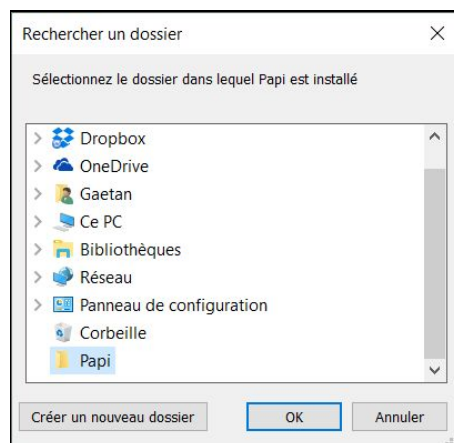 Rechercher un dossier
Sélectionnez le dossier dans lequel Papi est installé
Dropbox
OneDrive
Gaetan
Ce PC
Bibliothèques
Réseau
Panneau de configuration
Corbeille
Papi
Créer un nouveau dossier OK Annuler